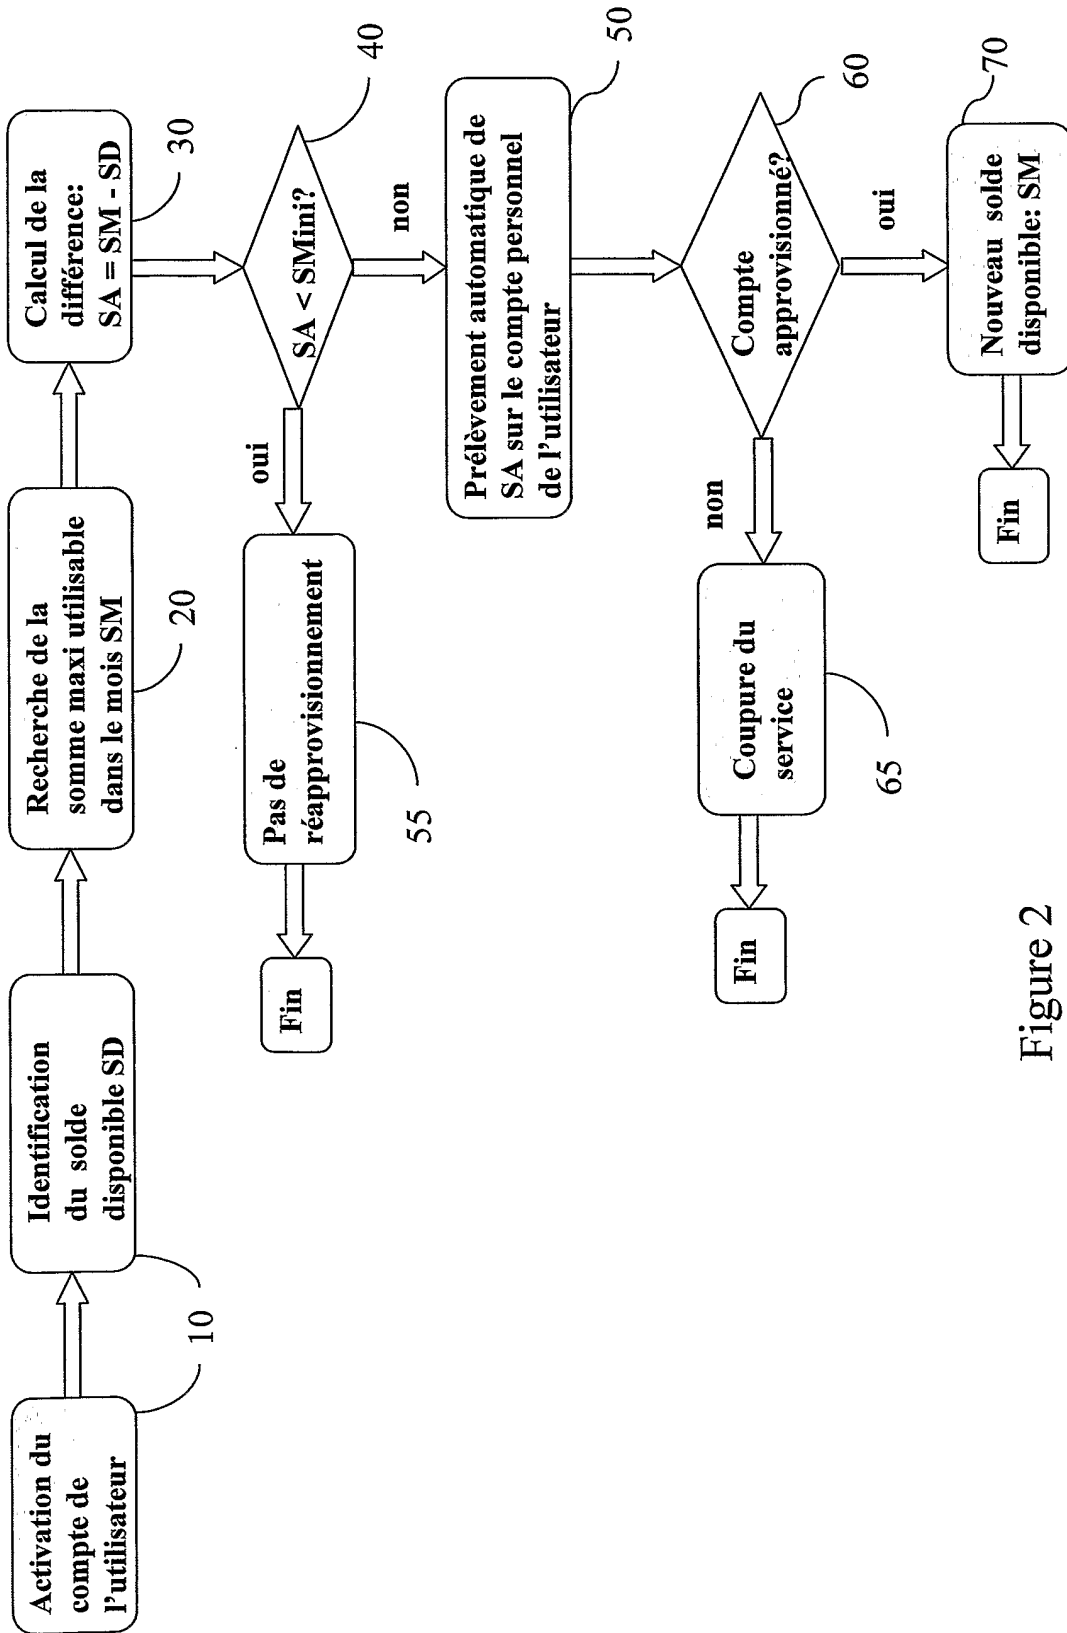 Activation du
compte de
l'utilisateur
10
Identification
du solde
disponible SD
Recherche de la
somme maxi utilisable
dans le mois SM
20
Calcul de la
différence:
SA = SM - SD
30
SA < SMini?
40
oui
non
Pas de
réapprovisionnement
55
Fin
Prélèvement automatique de
SA sur le compte personnel
de l'utilisateur
50
Compte
approvisionné?
60
non
oui
Coupure du
service
65
Fin
Nouveau solde
disponible: SM
70
Fin
Figure 2